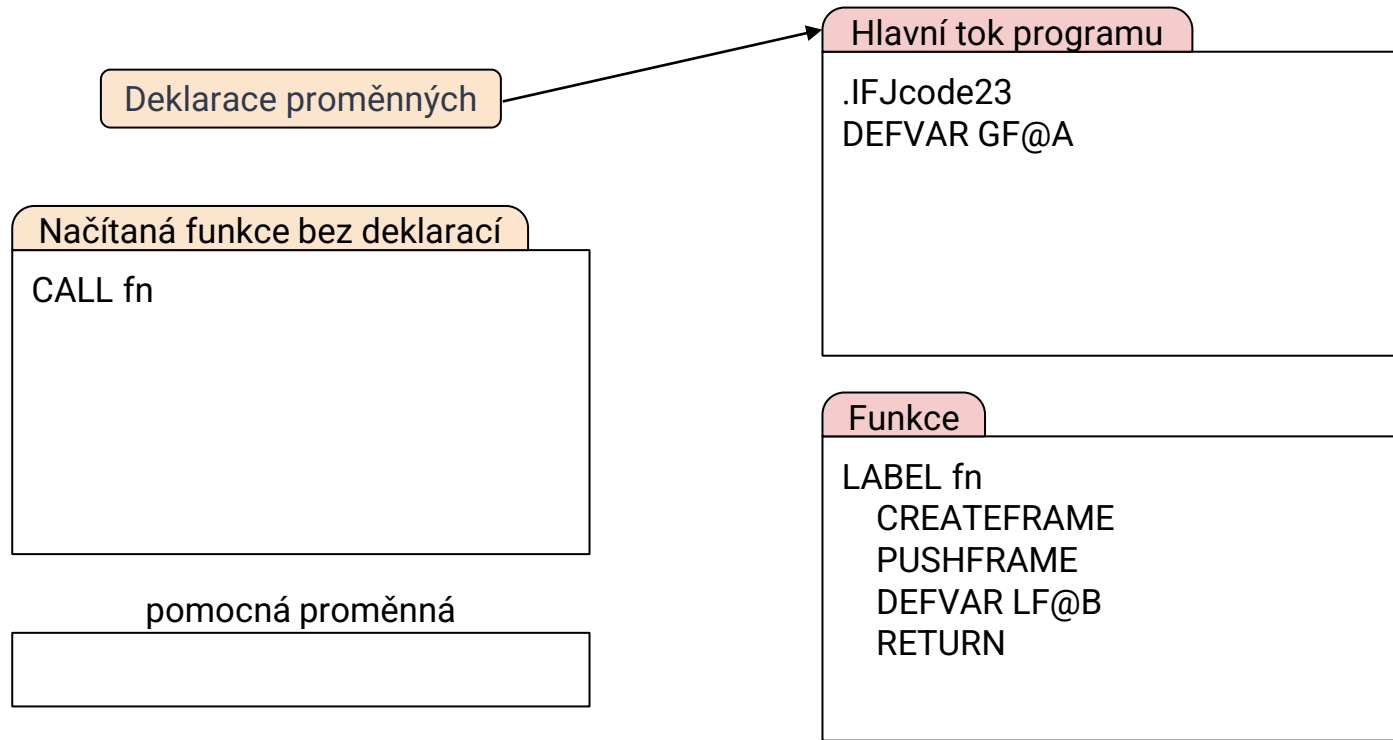 Deklarace proměnných
Načítaná funkce bez deklarací
CALL fn
pomocná proměnná
Hlavní tok programu
.IFJcode23
DEFVAR GF@A
Funkce
LABEL fn
CREATEFRAME
PUSHFRAME
DEFVAR LF@B
RETURN